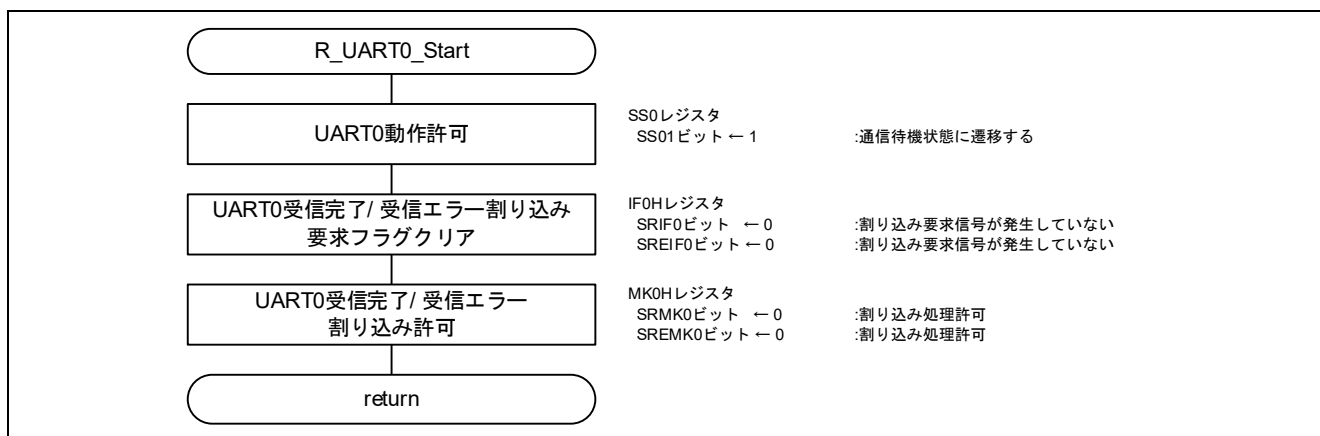 R_UART0_Start
UART0動作許可
SS0レジスタ
SS01ビット ← 1 :通信待機状態に遷移する
UART0受信完了/ 受信エラー割り込み
要求フラグクリア
IF0Hレジスタ
SRIF0ビット ← 0 :割り込み要求信号が発生していない
SREIF0ビット ← 0 :割り込み要求信号が発生していない
UART0受信完了/ 受信エラー
割り込み許可
MK0Hレジスタ
SRMK0ビット ← 0 :割り込み処理許可
SREMK0ビット ← 0 :割り込み処理許可
return